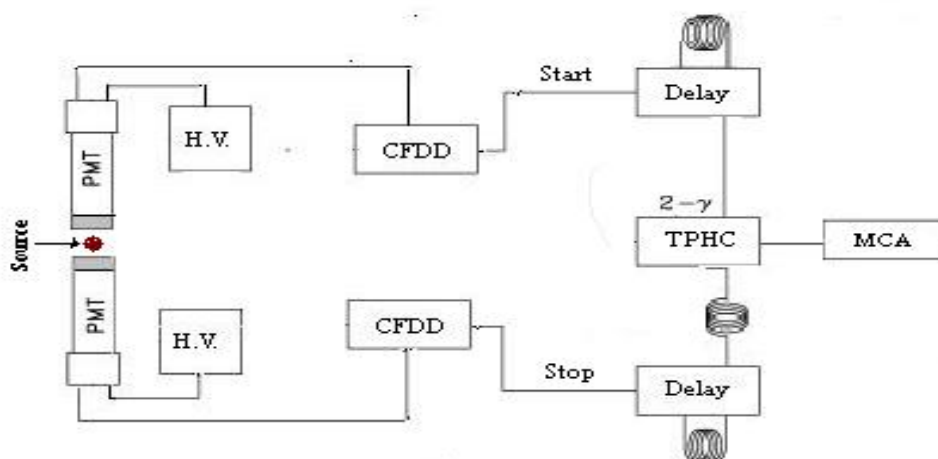 Start
Delay
H.V.
CFDD
PMT
2-γ
Source
TPHC
MCA
PMT
H.V.
CFDD
Stop
Delay